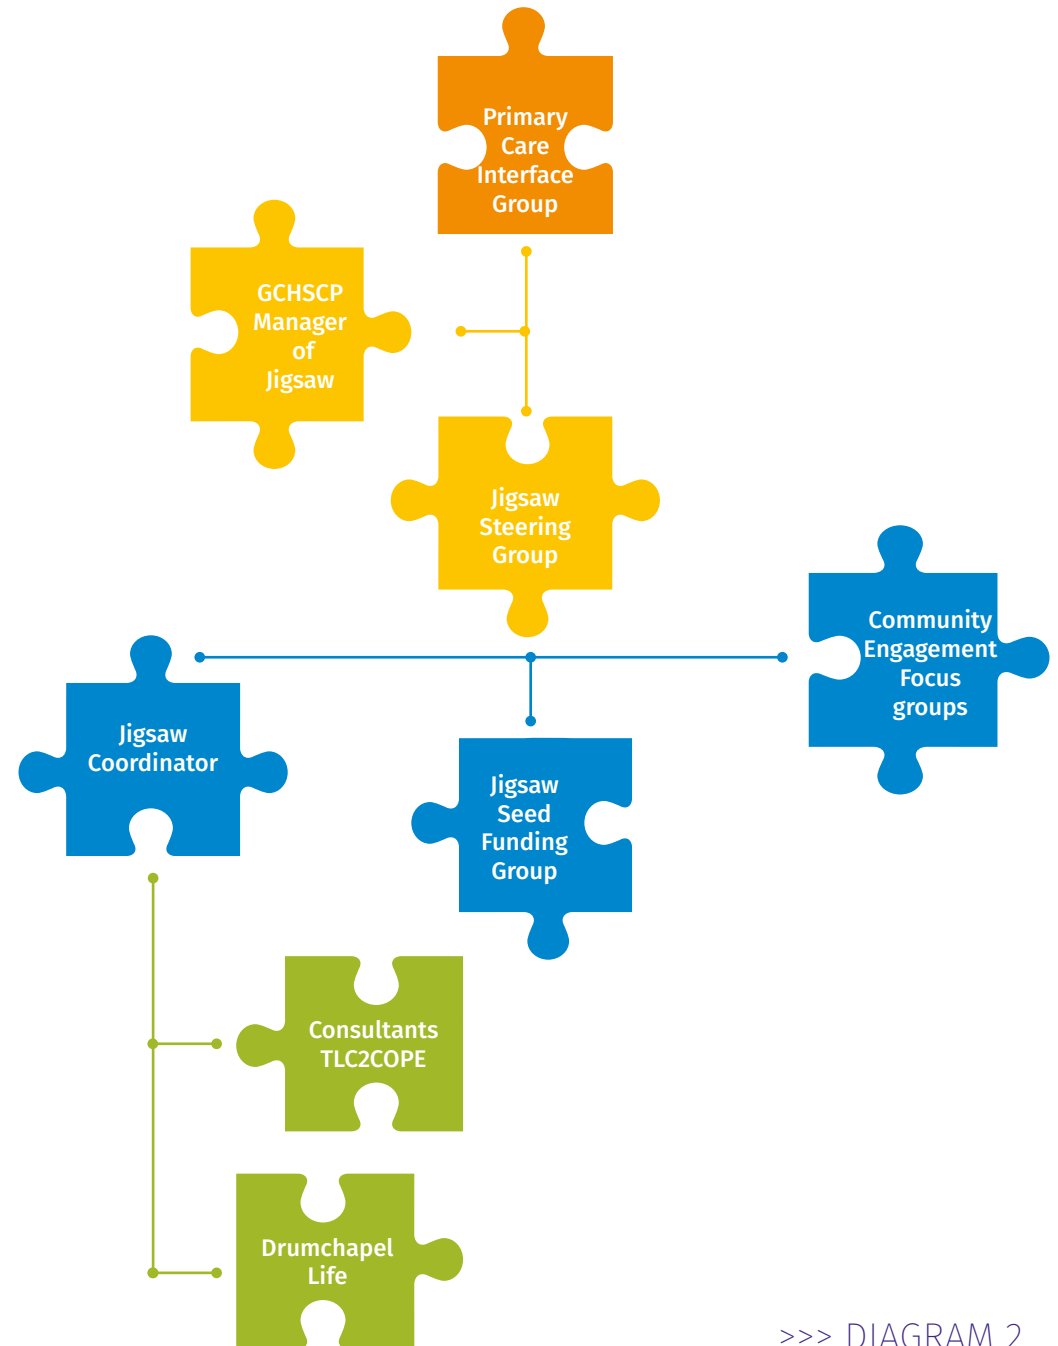 Primary
Care
Interface
Group
GCHSCP
Manager
of
Jigsaw
Jigsaw
Steering
Group
Community
Engagement
Focus
groups
Jigsaw
Coordinator
Jigsaw
Seed
Funding
Group
Consultants
TLC2COPE
Drumchapel
Life
>>> DIAGRAM 2